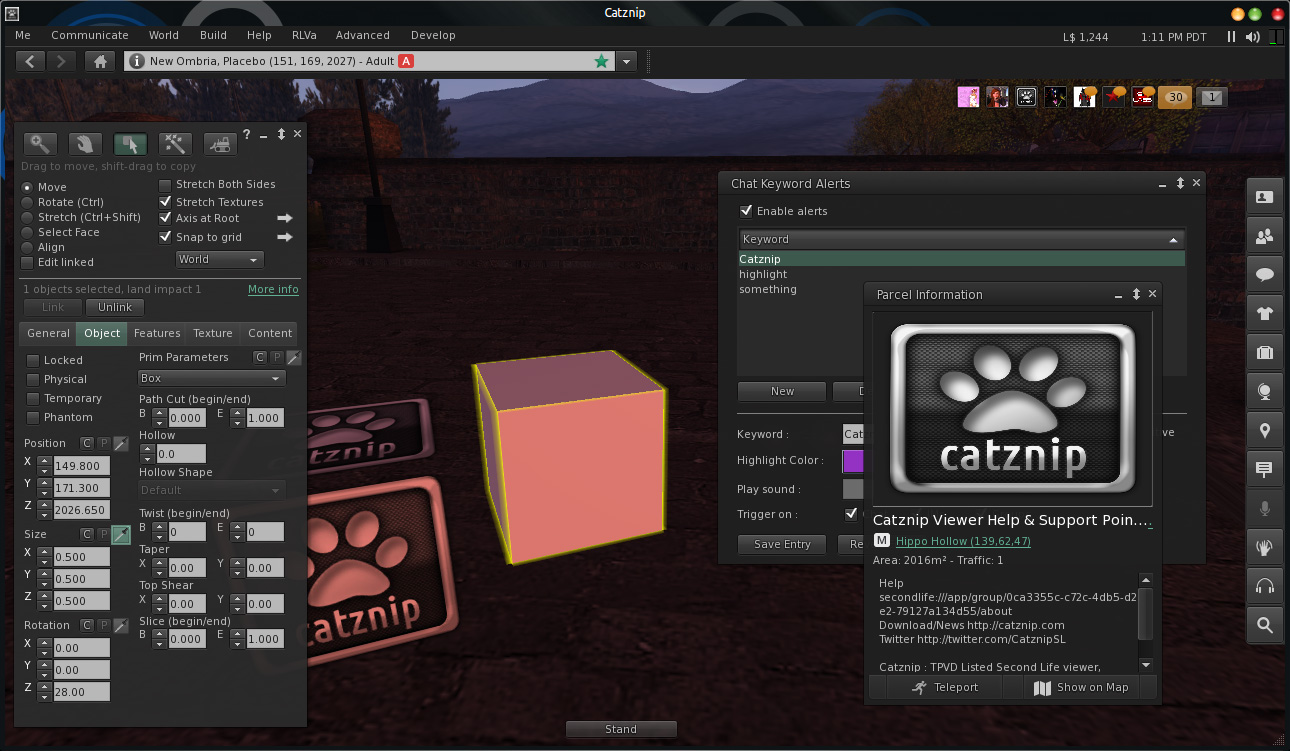 Catznip
Me Communicate World Build Help RLVa Advanced Develop L$ 1,244 1:11 PM PDT
New Ombria, Placebo (151, 169, 2027) - Adult A
30 1
?
Drag to move, shift-drag to copy
Move
Rotate (Ctrl)
Stretch (Ctrl+Shift)
Select Face
Align
Edit linked
Stretch Both Sides
Stretch Textures
Axis at Root
Snap to grid
World
1 objects selected, land impact 1 More info
Link Unlink
General Object Features Texture Content
Locked
Physical
Temporary
Phantom
Position C P
X 149.800
Y 171.300
Z 2026.650
Size C P
X 0.500
Y 0.500
Z 0.500
Rotation C P
X 0.00
Y 0.00
Z 28.00
Prim Parameters C P
Box
Path Cut (begin/end)
B 0.000 E 1.000
Hollow
0.0
Hollow Shape
Default
Twist (begin/end)
B 0 E 0
Taper
X 0.00 Y 0.00
Top Shear
X 0.00 Y 0.00
Slice (begin/end)
B 0.000 E 1.000
catznip
catznip
Chat Keyword Alerts
Enable alerts
Keyword
Catznip
highlight
something
New D
Keyword : Cat ve
Highlight Color :
Play sound :
Trigger on :
Save Entry Re
Parcel Information
catznip
Catznip Viewer Help & Support Poin....
M Hippo Hollow (139,62,47)
Area: 2016m² - Traffic: 1
Help
secondlife:///app/group/0ca3355c-c72c-4db5-d2
e2-79127a134d55/about
Download/News http://catznip.com
Twitter http://twitter.com/CatznipSL
Catznip : TPVD Listed Second Life viewer,
Teleport Show on Map
Stand